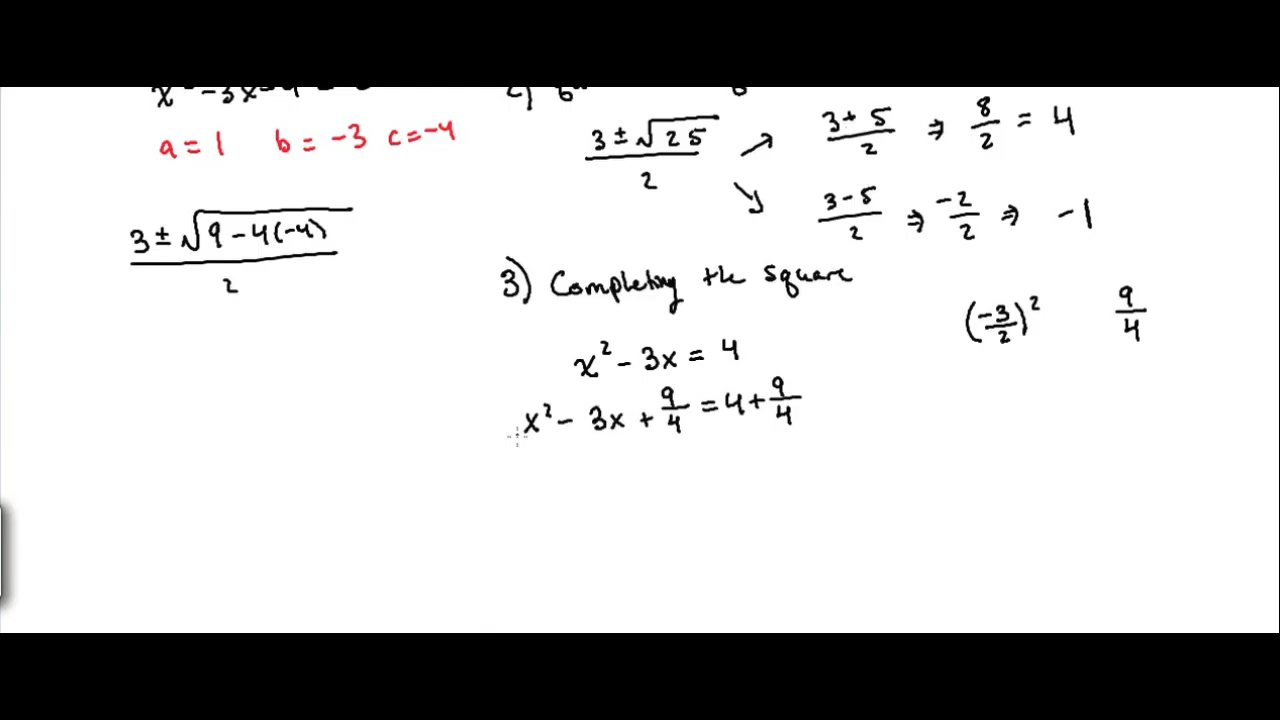 a = 1 b = -3 c = -4
3 ± √9 - 4(-4)
2
3 ± √25
2
3 + 5 / 2 ⇒ 8 / 2 = 4
3 - 5 / 2 ⇒ -2 / 2 ⇒ -1
3) Completing the square
x² - 3x = 4
x² - 3x + 9/4 = 4 + 9/4
(-3/2)² 9/4